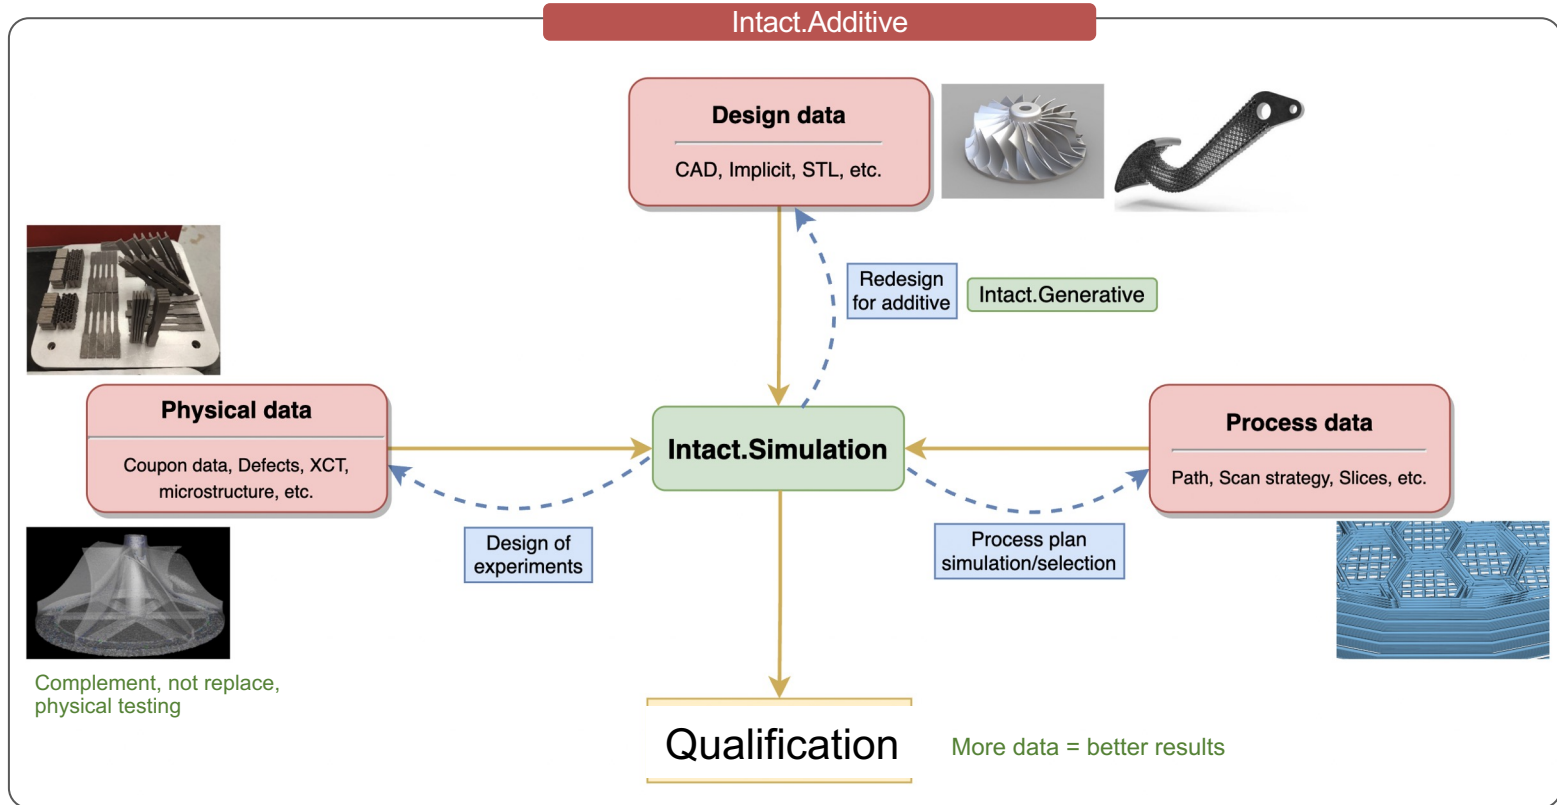 Intact.Additive
Design data
CAD, Implicit, STL, etc.
Redesign
for additive
Intact.Generative
Physical data
Coupon data, Defects, XCT,
microstructure, etc.
Intact.Simulation
Process data
Path, Scan strategy, Slices, etc.
Design of
experiments
Process plan
simulation/selection
Complement, not replace,
physical testing
Qualification
More data = better results